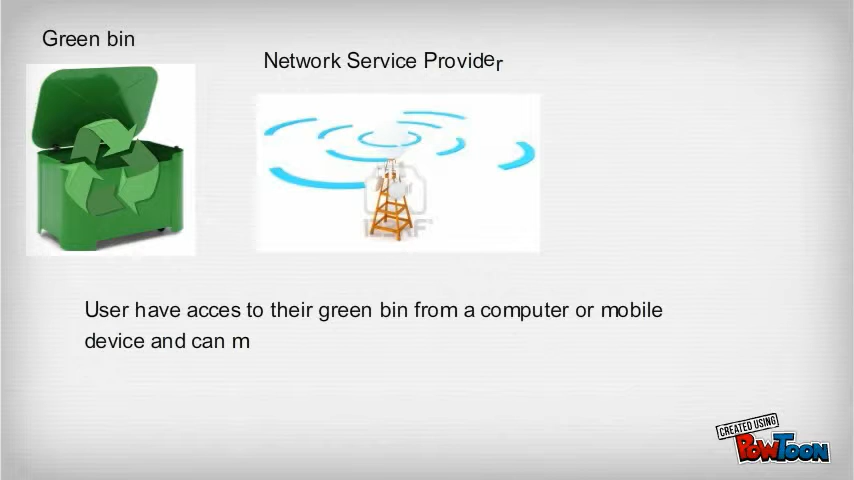 Green bin
Network Service Provider
User have acces to their green bin from a computer or mobile
device and can m
CREATED USING
PowToon